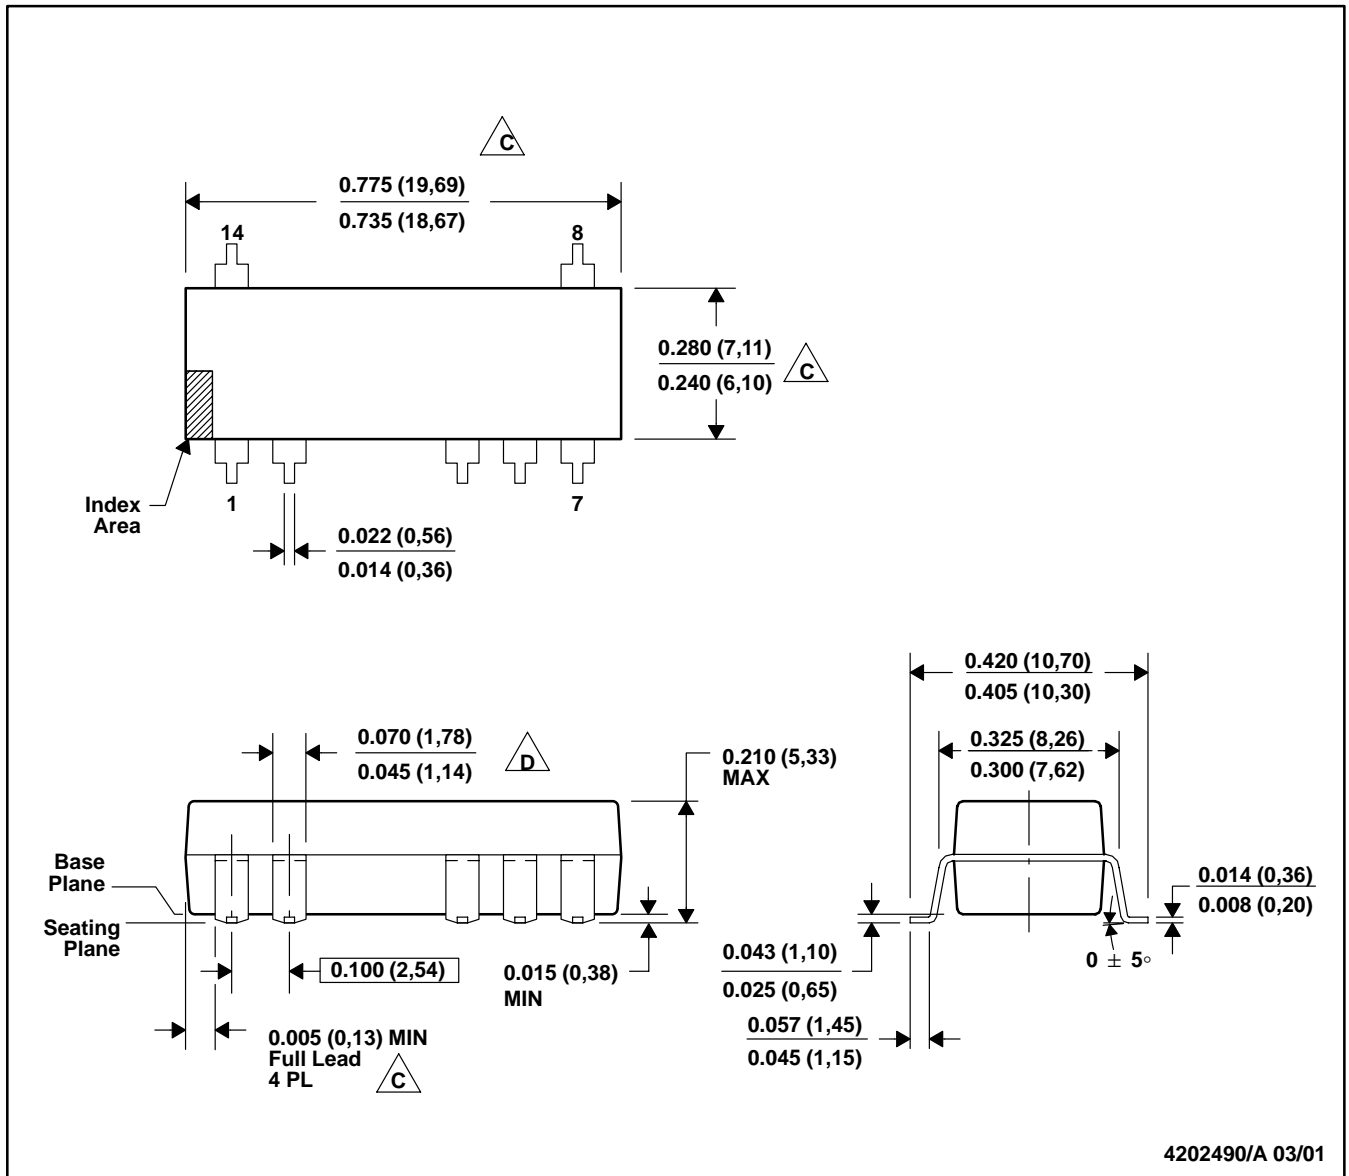 C
0.775 (19,69)
0.735 (18,67)
14
8
0.280 (7,11)
0.240 (6,10)
C
Index
Area
1
7
0.022 (0,56)
0.014 (0,36)
0.420 (10,70)
0.405 (10,30)
0.070 (1,78)
0.045 (1,14)
D
0.210 (5,33)
MAX
0.325 (8,26)
0.300 (7,62)
Base
Plane
Seating
Plane
0.014 (0,36)
0.008 (0,20)
0.100 (2,54)
0.015 (0,38)
MIN
0.043 (1,10)
0.025 (0,65)
0 ± 5°
0.005 (0,13) MIN
Full Lead
4 PL
C
0.057 (1,45)
0.045 (1,15)
4202490/A 03/01